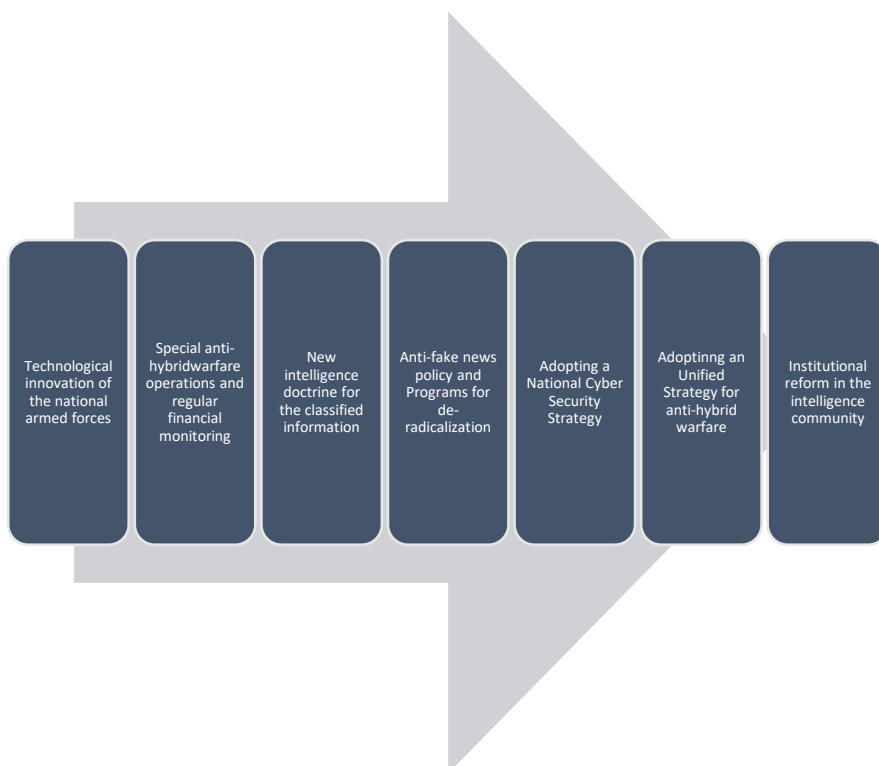 Technological
innovation of
the national
armed forces
Special anti-
hybridwarfare
operations and
regular
financial
monitoring
New
intelligence
doctrine for
the classified
information
Anti-fake news
policy and
Programs for
de-
radicalization
Adopting a
National Cyber
Security
Strategy
Adoptinng an
Unified
Strategy for
anti-hybrid
warfare
Institutional
reform in the
intelligence
community